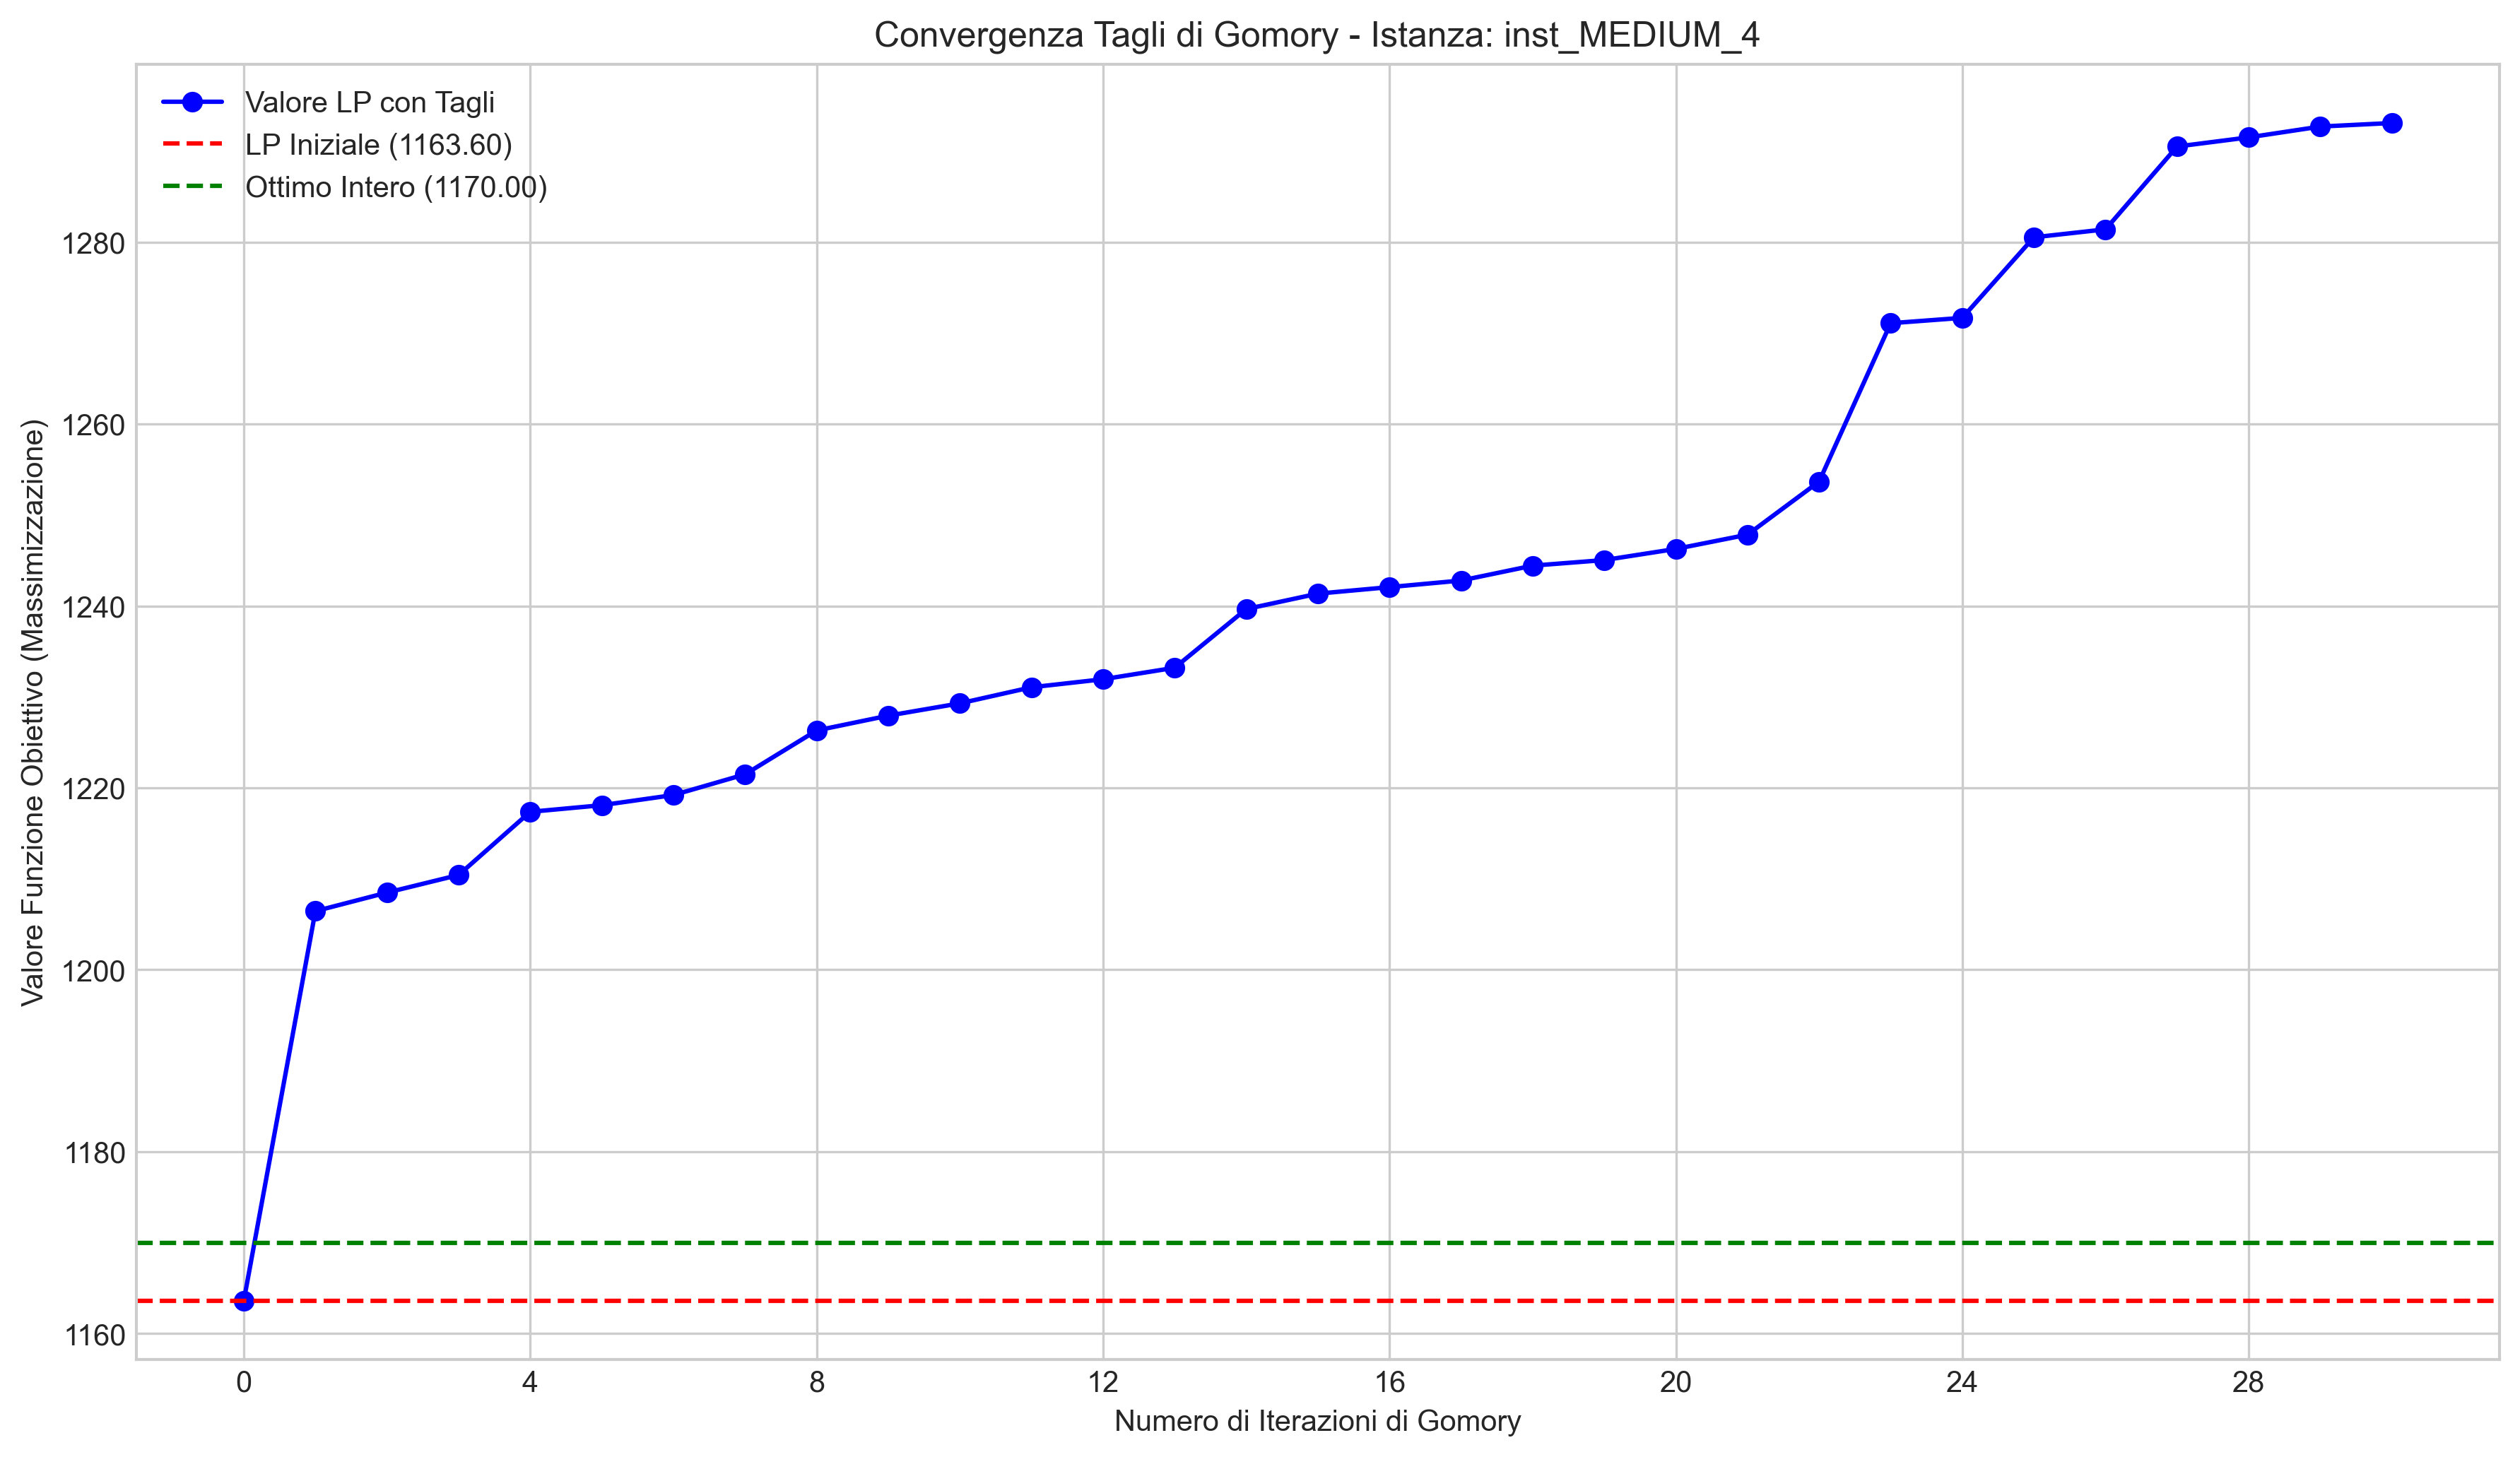 Convergenza Tagli di Gomory - Istanza: inst_MEDIUM_4
Valore LP con Tagli
LP Iniziale (1163.60)
Ottimo Intero (1170.00)
Valore Funzione Obiettivo (Massimizzazione)
1280
1260
1240
1220
1200
1180
1160
0 4 8 12 16 20 24 28
Numero di Iterazioni di Gomory